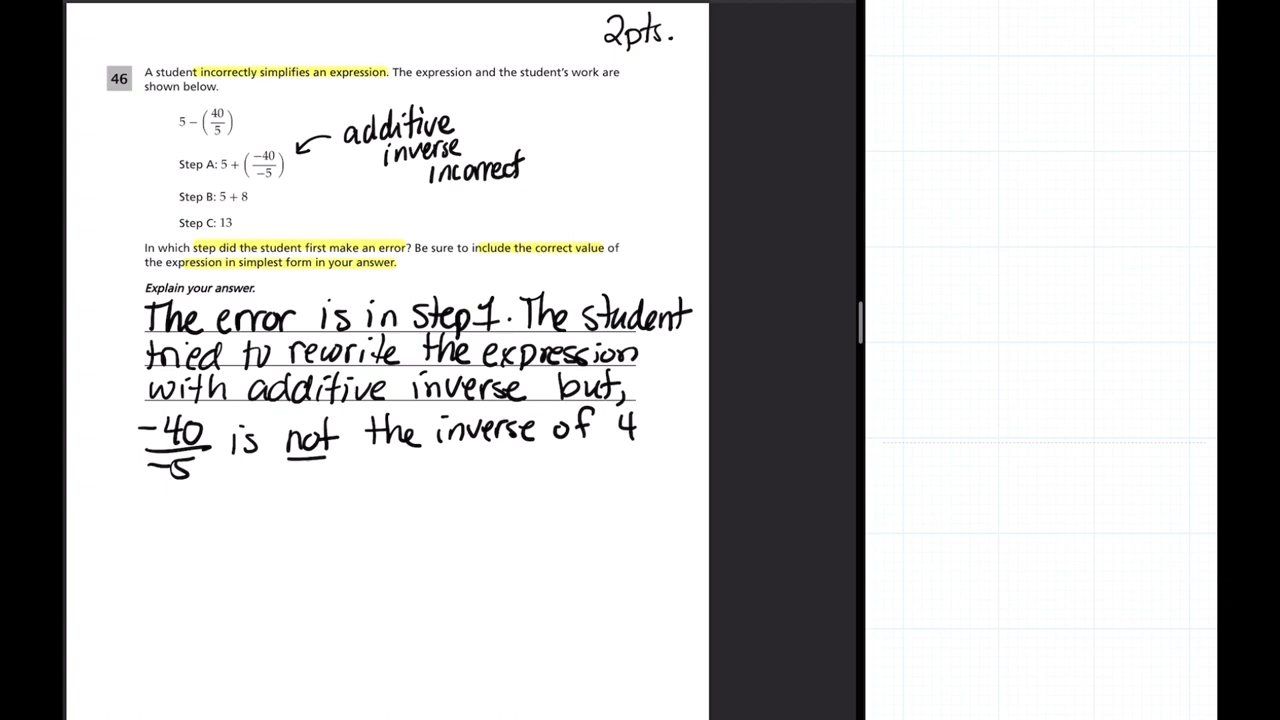 2pts.
46 A student incorrectly simplifies an expression. The expression and the student's work are
shown below.
5 − (40/5)
Step A: 5 + (−40/−5)
additive
inverse
incorrect
Step B: 5 + 8
Step C: 13
In which step did the student first make an error? Be sure to include the correct value of
the expression in simplest form in your answer.
Explain your answer.
The error is in Step 1. The student
tried to rewrite the expression
with additive inverse but,
−40/−5 is not the inverse of 4